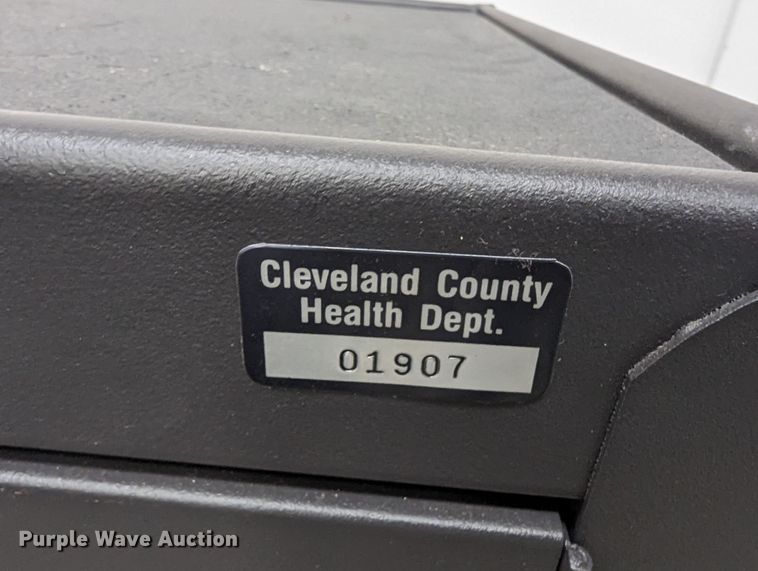 Cleveland County
Health Dept.
01907
Purple Wave Auction